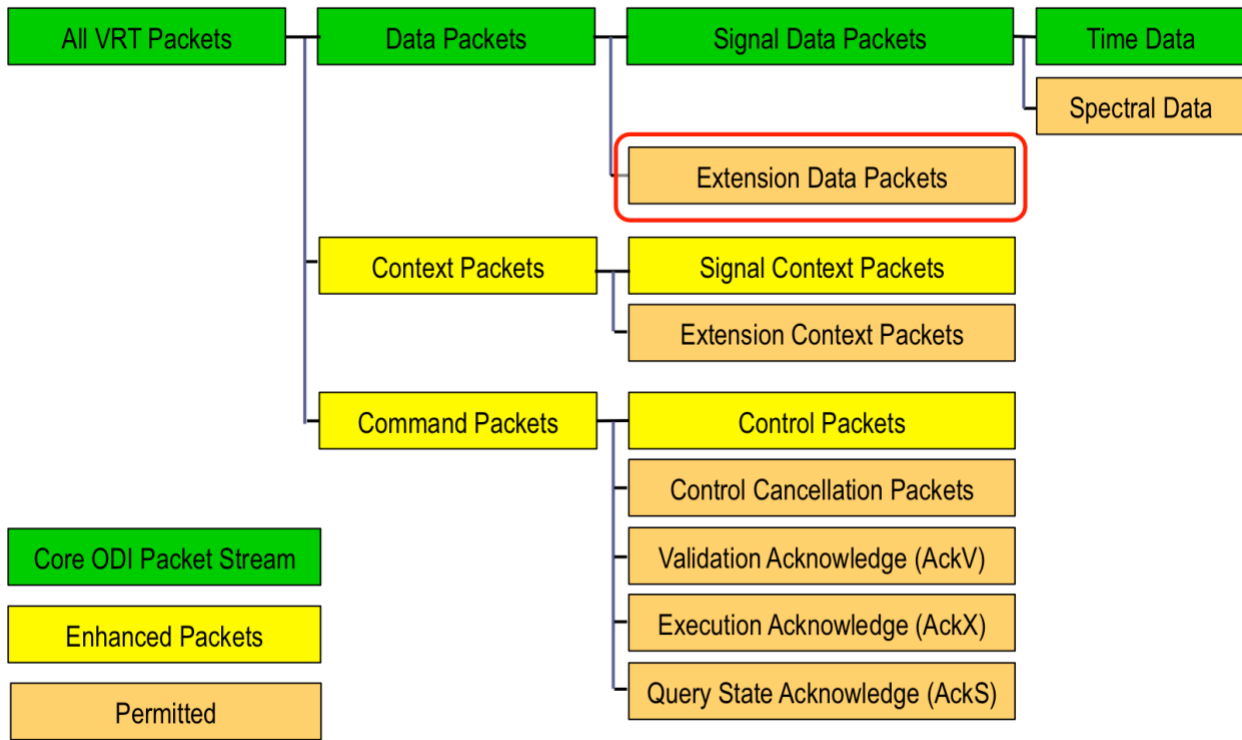 All VRT Packets
Data Packets
Signal Data Packets
Time Data
Spectral Data
Extension Data Packets
Context Packets
Signal Context Packets
Extension Context Packets
Command Packets
Control Packets
Control Cancellation Packets
Validation Acknowledge (AckV)
Execution Acknowledge (AckX)
Query State Acknowledge (AckS)
Core ODI Packet Stream
Enhanced Packets
Permitted